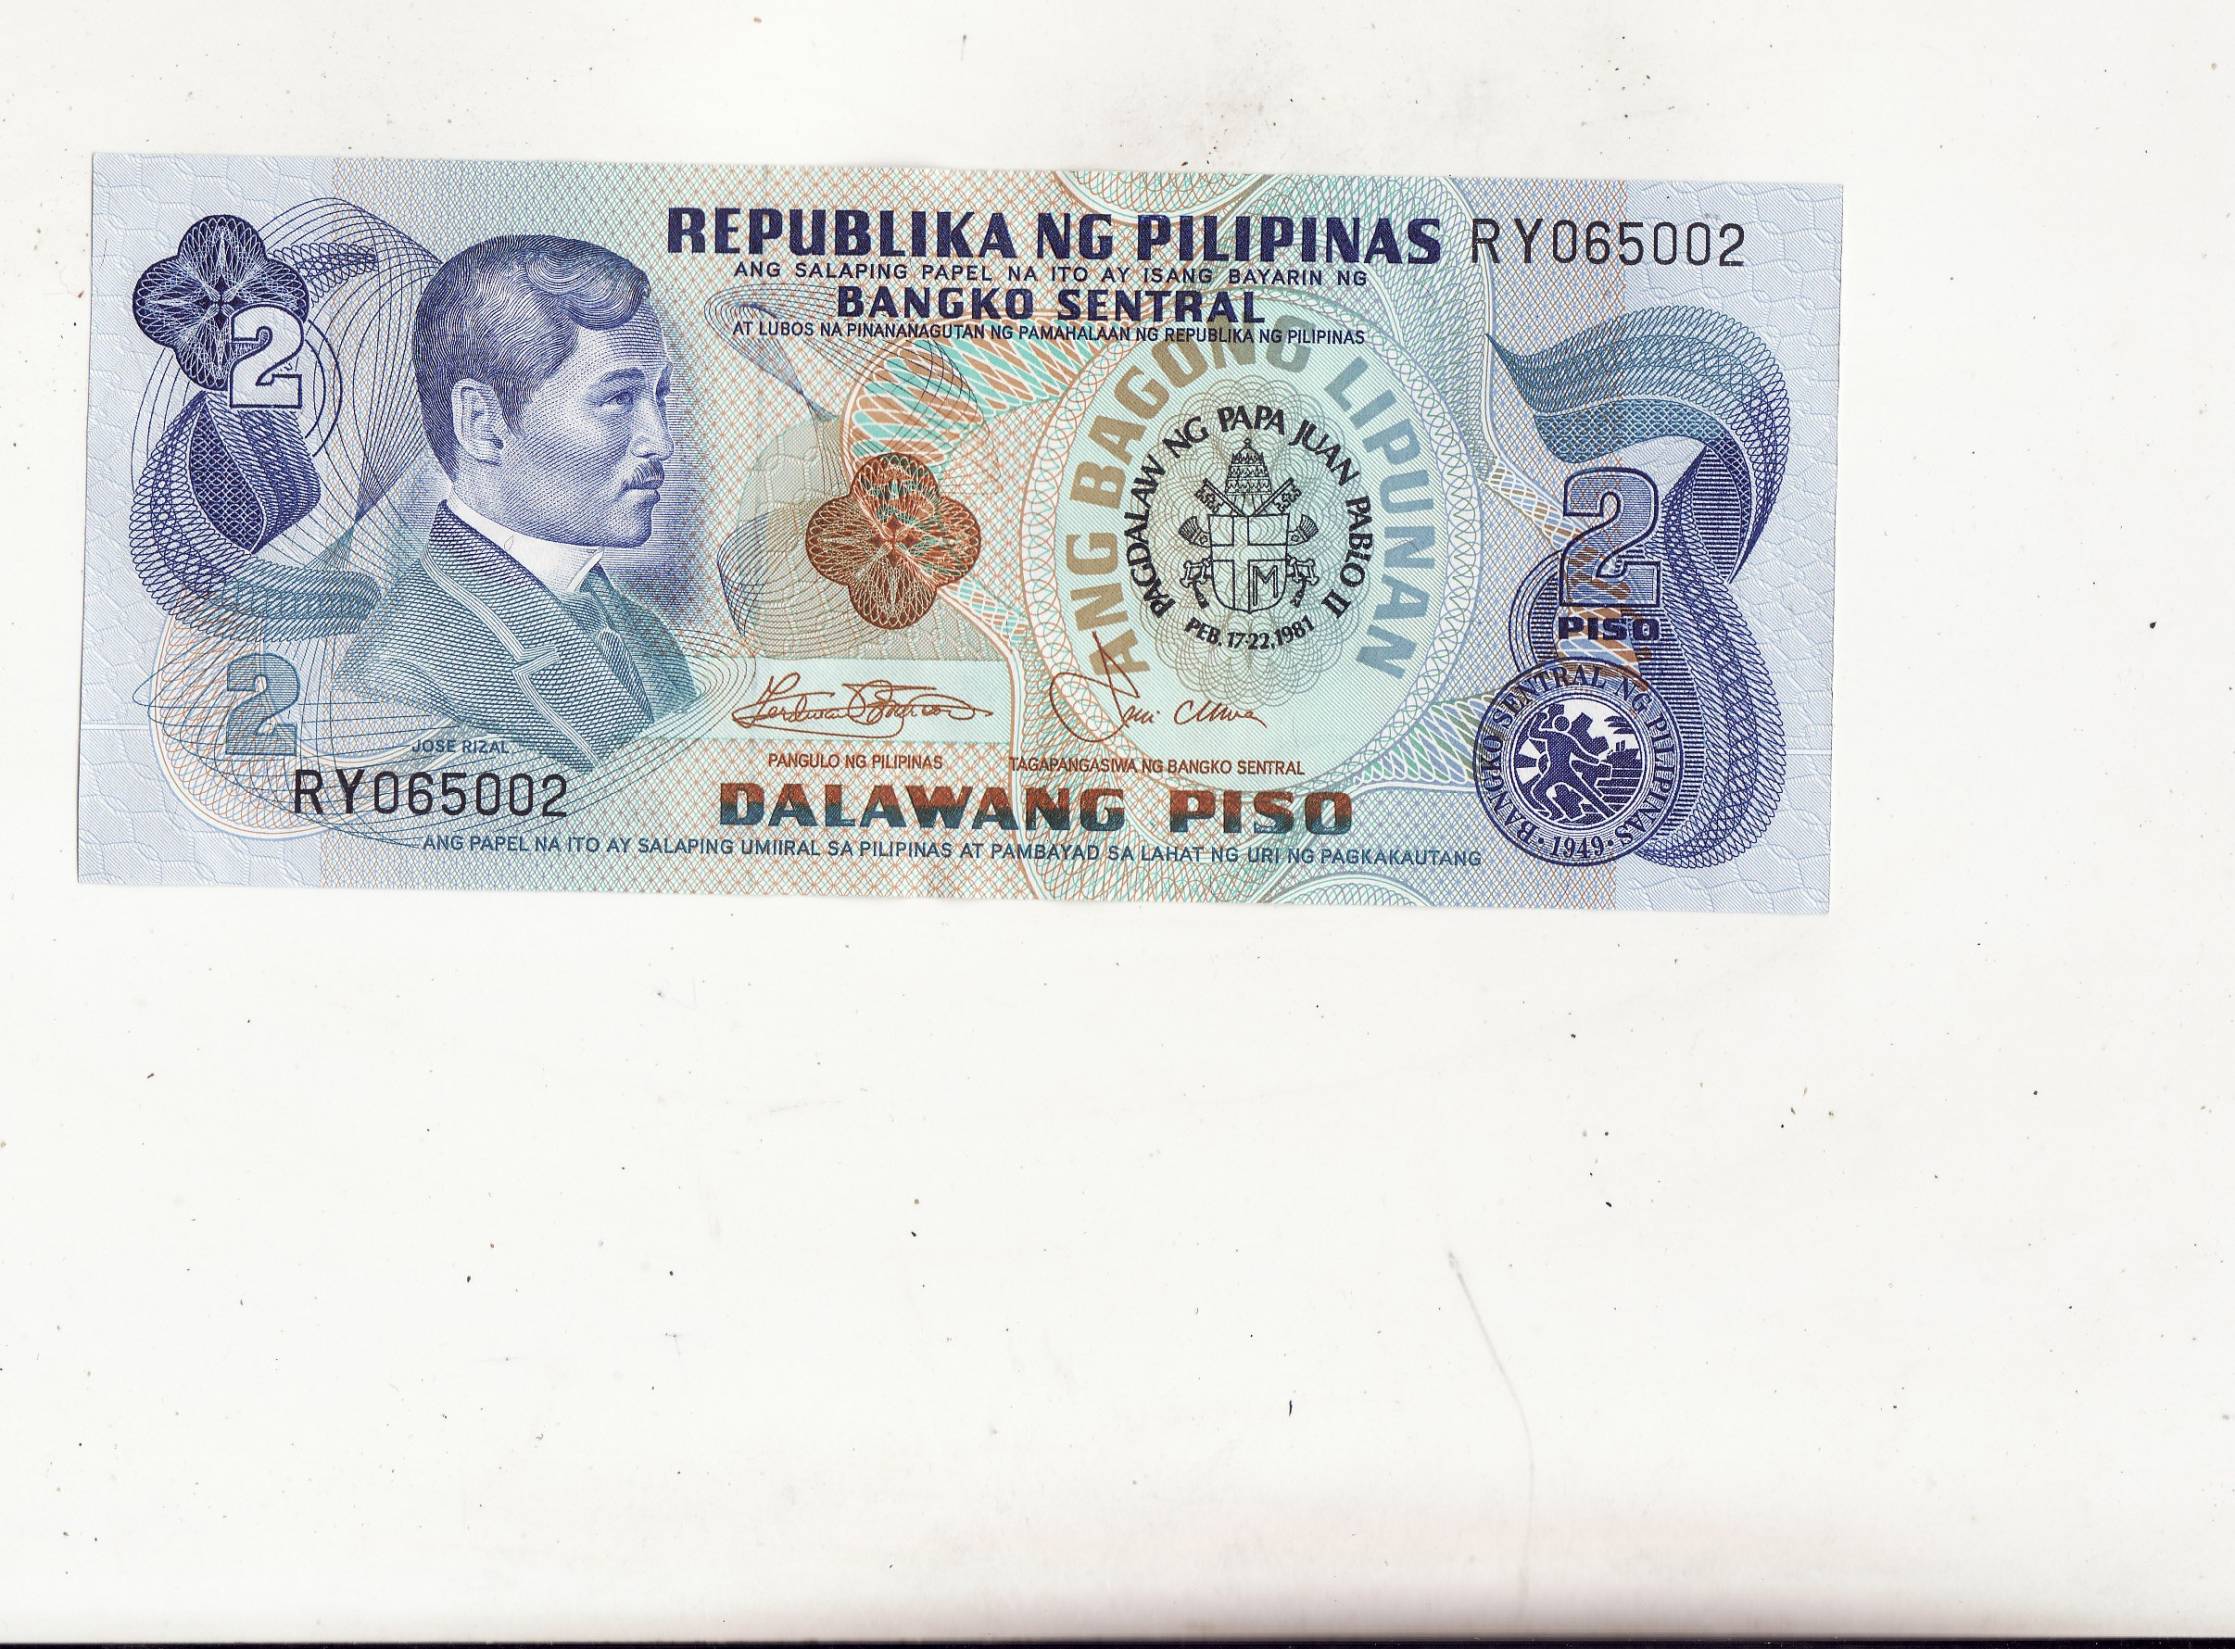 REPUBLIKA NG PILIPINAS
RY065002
ANG SALAPING PAPEL NA ITO AY ISANG BAYARIN NG
BANGKO SENTRAL
AT LUBOS NA PINANANAGUTAN NG PAMAHALAAN NG REPUBLIKA NG PILIPINAS
2
ANG BAGONG LIPUNAN
PAGDALAW NG PAPA JUAN PABLO II
PEB. 17-22, 1981
M
2
PISO
2
JOSE RIZAL
PANGULO NG PILIPINAS
TAGAPANGASIWA NG BANGKO SENTRAL
RY065002
DALAWANG PISO
BANGKO SENTRAL NG PILIPINAS
1949
ANG PAPEL NA ITO AY SALAPING UMIIRAL SA PILIPINAS AT PAMBAYAD SA LAHAT NG URI NG PAGKAKAUTANG